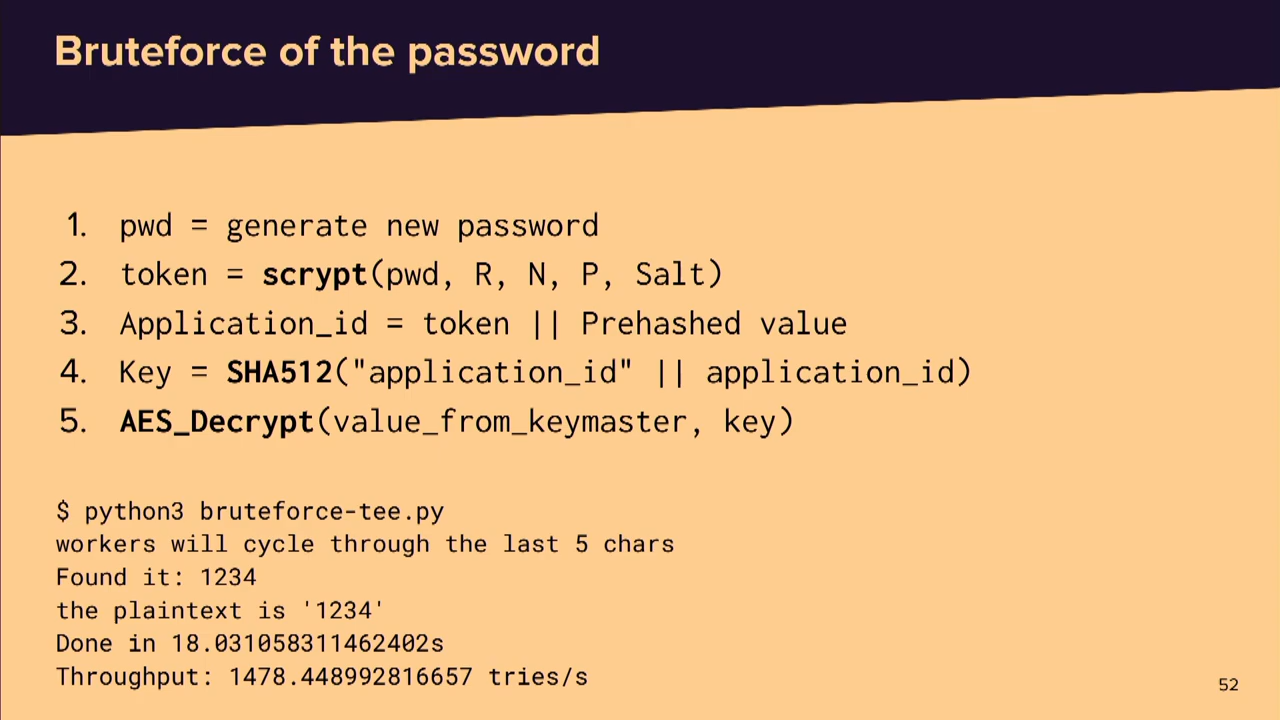 Bruteforce of the password
1. pwd = generate new password
2. token = scrypt(pwd, R, N, P, Salt)
3. Application_id = token || Prehashed value
4. Key = SHA512("application_id" || application_id)
5. AES_Decrypt(value_from_keymaster, key)
$ python3 bruteforce-tee.py
workers will cycle through the last 5 chars
Found it: 1234
the plaintext is '1234'
Done in 18.031058311462402s
Throughput: 1478.448992816657 tries/s
52